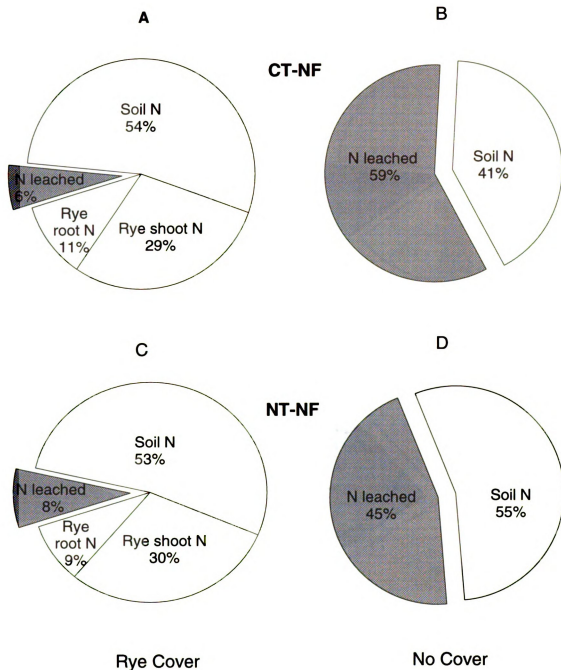 A
B
CT-NF
Soil N
54%
N leached
6%
Rye
root N
11%
Rye shoot N
29%
N leached
59%
Soil N
41%
C
D
NT-NF
Soil N
53%
N leached
8%
Rye
root N
9%
Rye shoot N
30%
N leached
45%
Soil N
55%
Rye Cover
No Cover